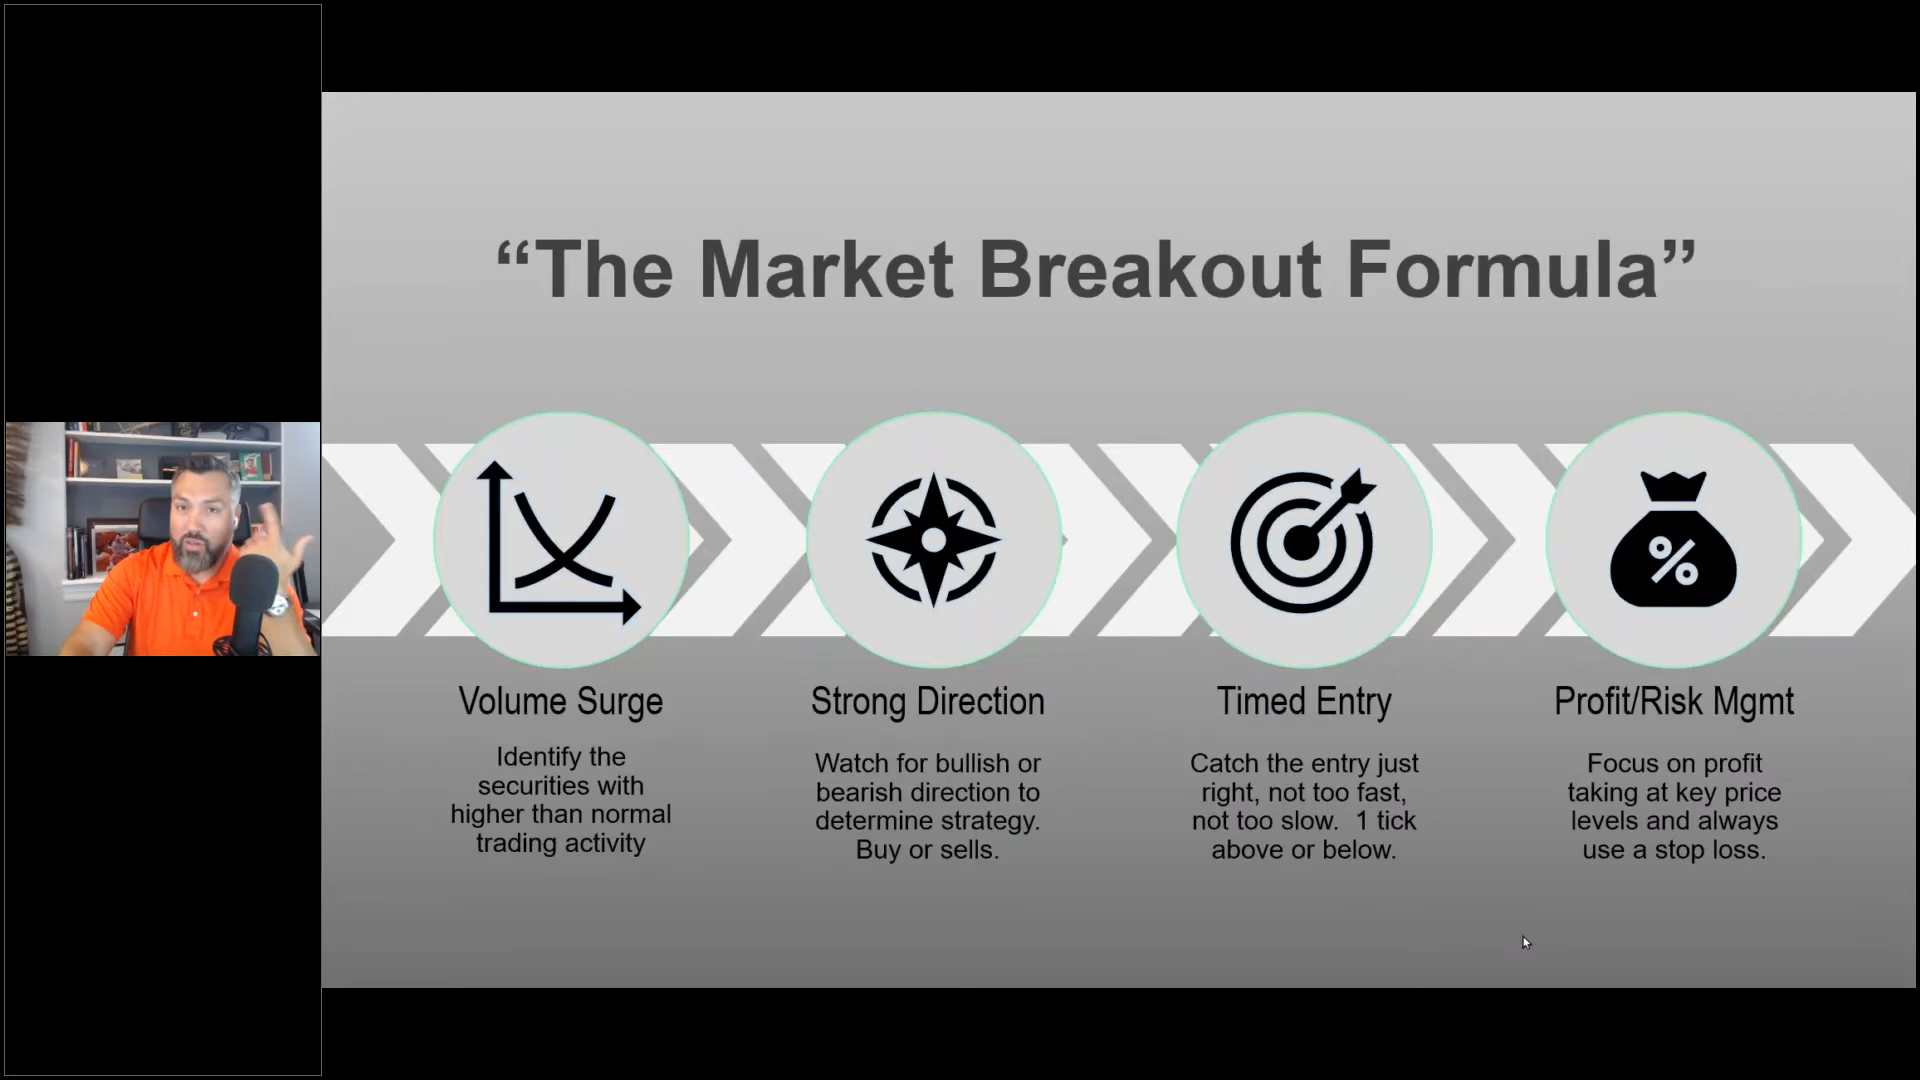 “The Market Breakout Formula”
Volume Surge
Identify the
securities with
higher than normal
trading activity
Strong Direction
Watch for bullish or
bearish direction to
determine strategy.
Buy or sells.
Timed Entry
Catch the entry just
right, not too fast,
not too slow.  1 tick
above or below.
Profit/Risk Mgmt
Focus on profit
taking at key price
levels and always
use a stop loss.